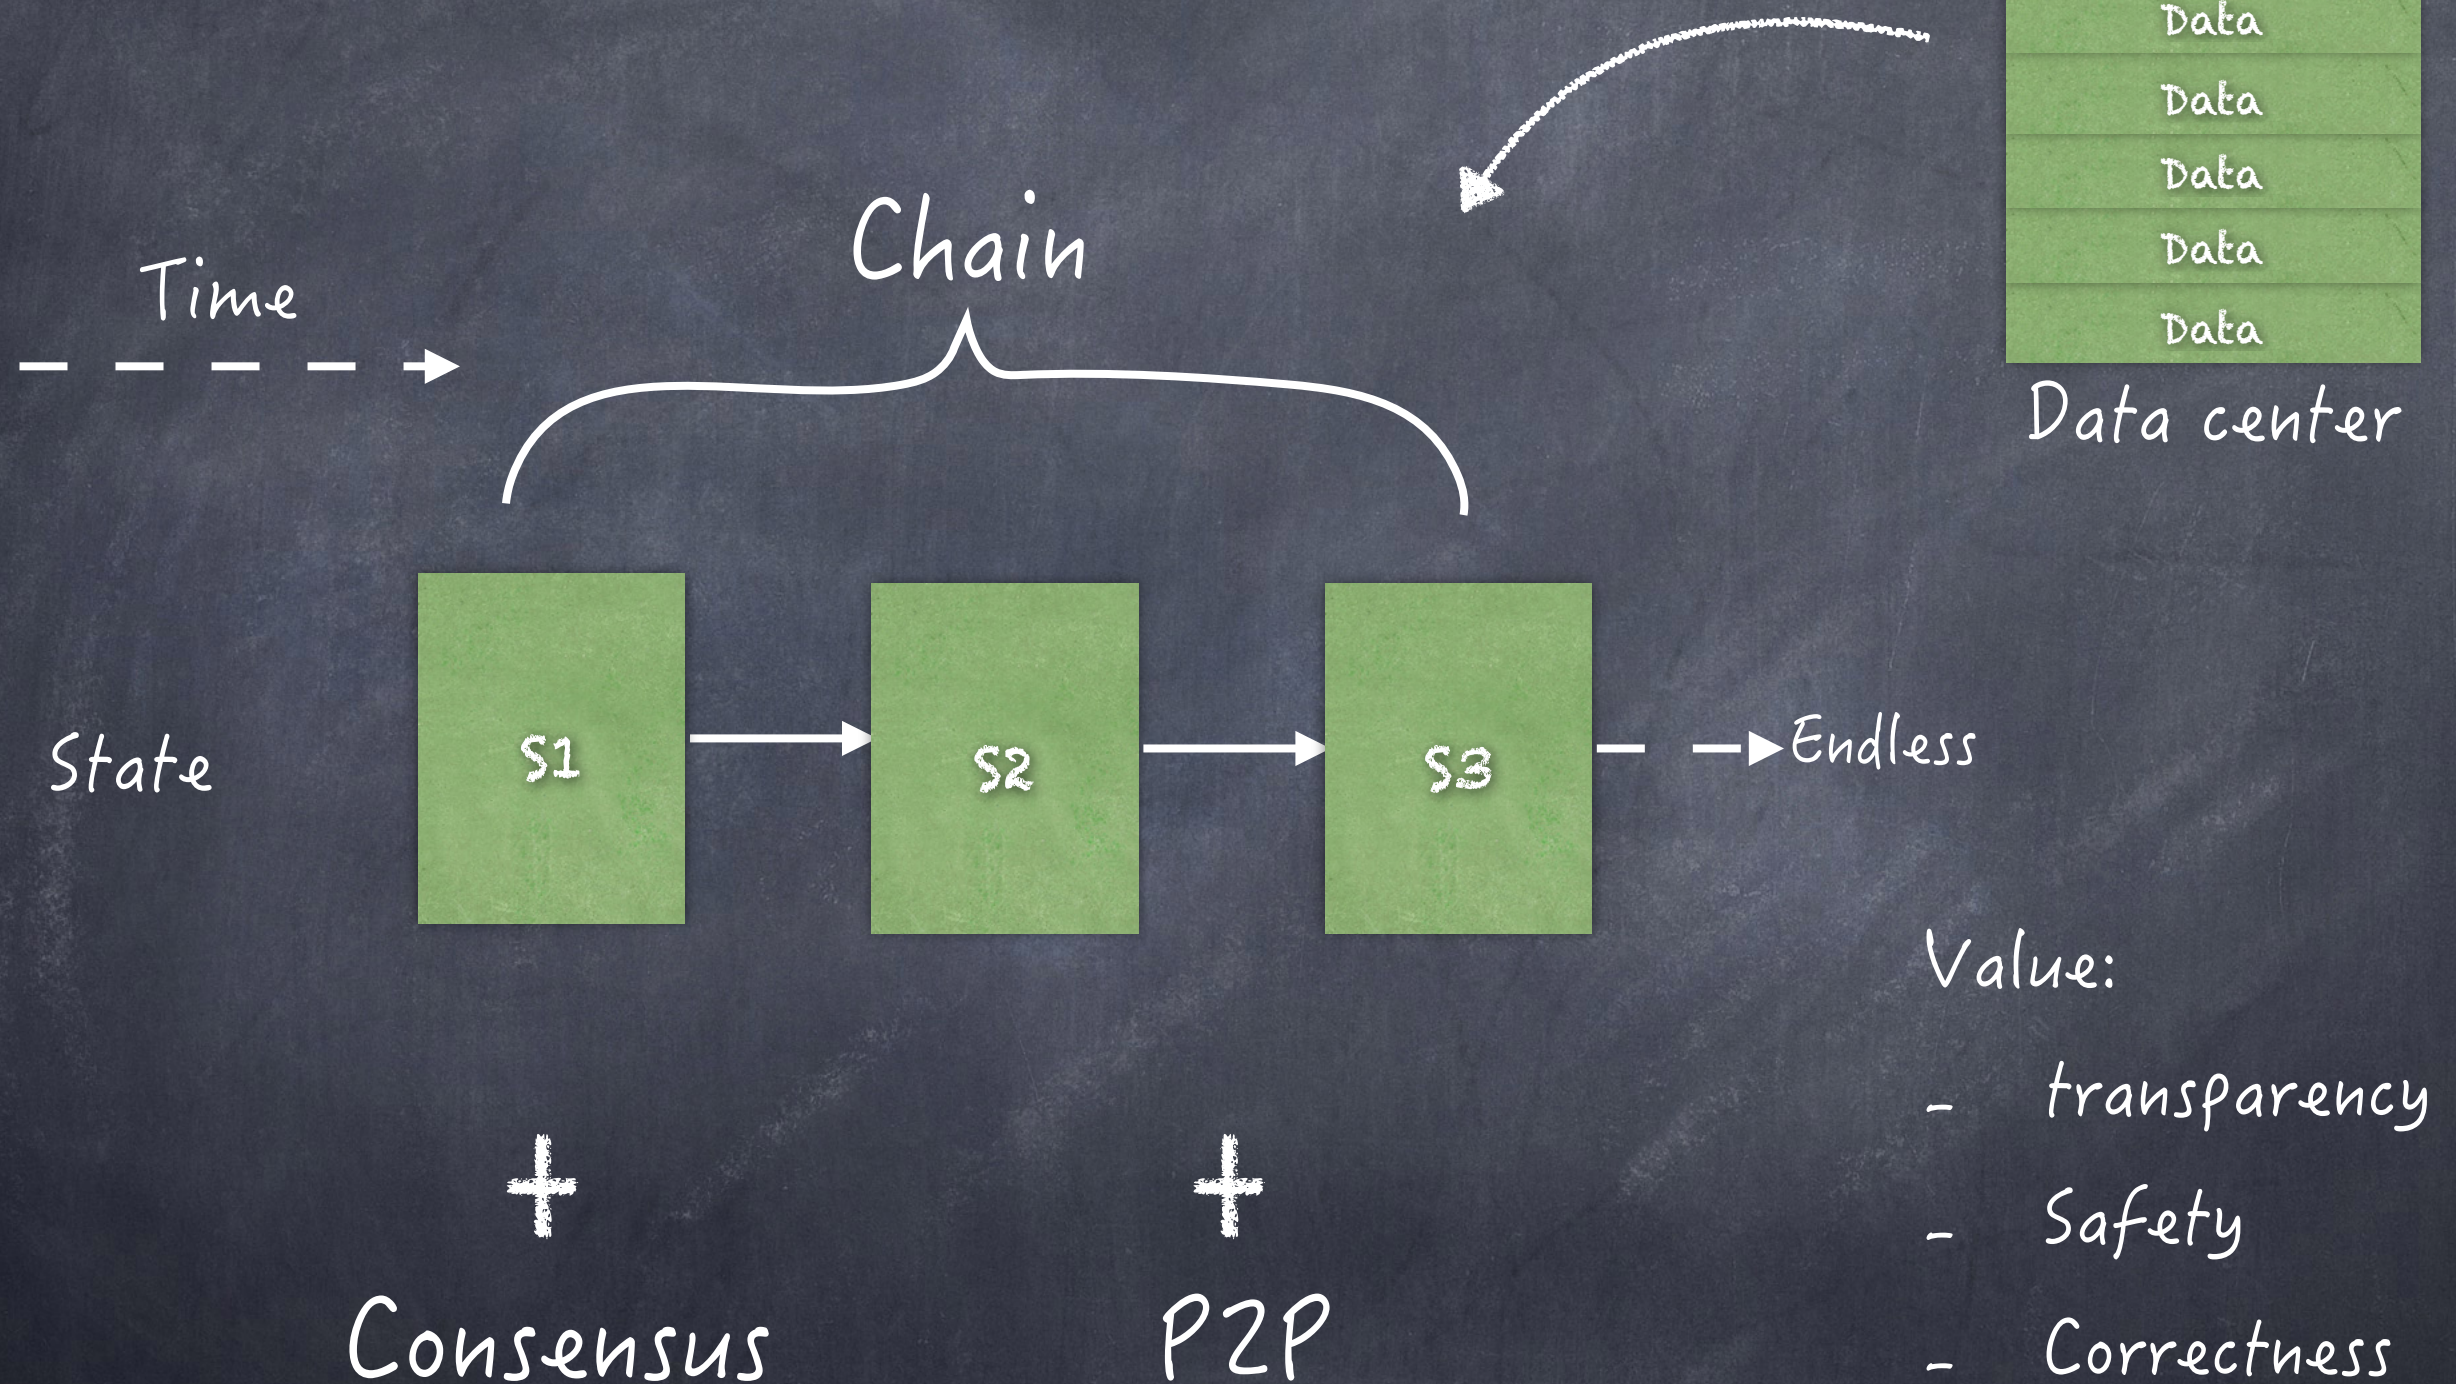 Data
Data
Data
Data
Data
Data center
Chain
Time
State
S1
S2
S3
Endless
Value:
- transparency
- Safety
- Correctness
+
+
Consensus
P2P